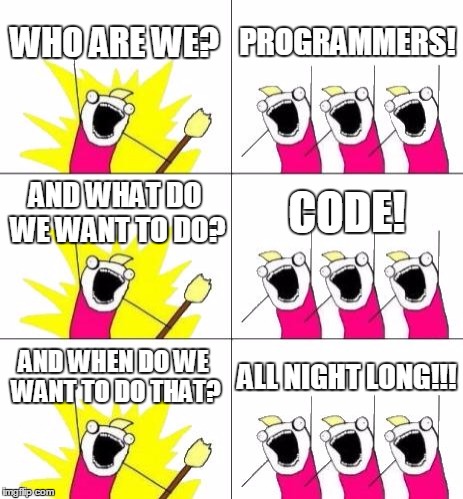 WHO ARE WE?
PROGRAMMERS!
AND WHAT DO
WE WANT TO DO?
CODE!
AND WHEN DO WE
WANT TO DO THAT?
ALL NIGHT LONG!!!
imgflip.com